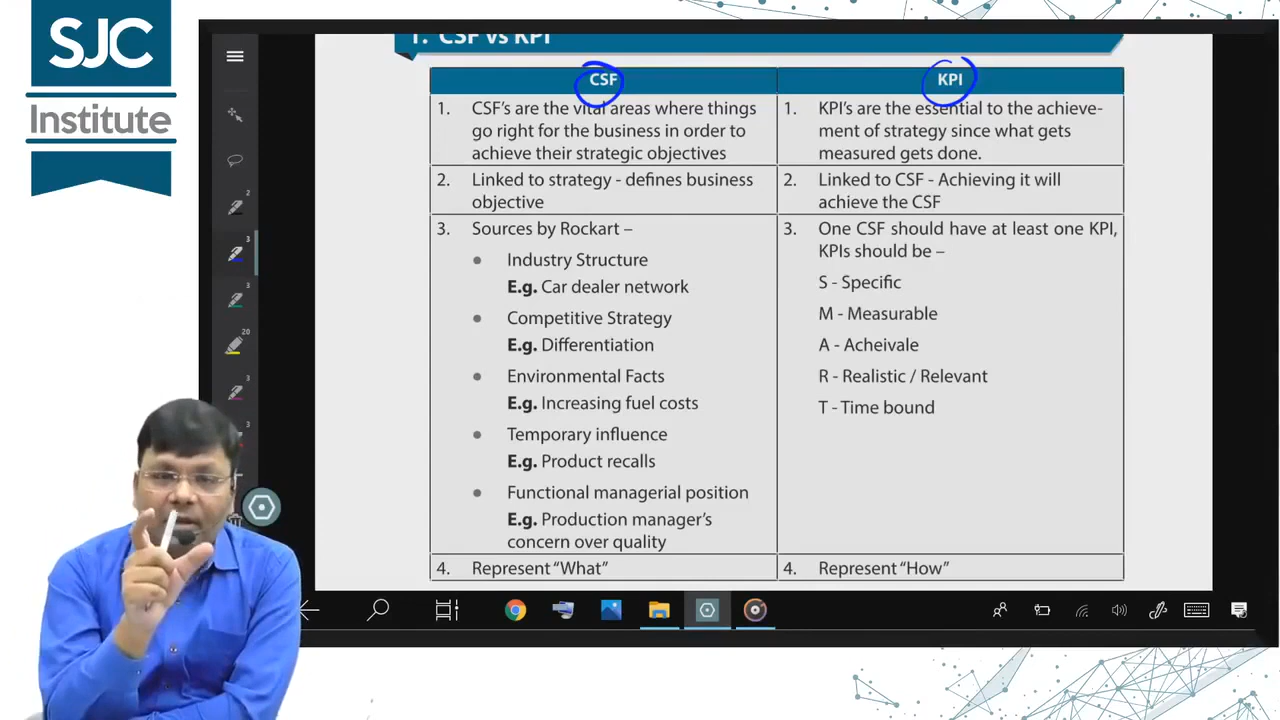 SJC
Institute
1. CSF vs KPI
CSF
KPI
1. CSF's are the vital areas where things
go right for the business in order to
achieve their strategic objectives
1. KPI's are the essential to the achieve-
ment of strategy since what gets
measured gets done.
2. Linked to strategy - defines business
objective
2. Linked to CSF - Achieving it will
achieve the CSF
3. Sources by Rockart –
• Industry Structure
E.g. Car dealer network
• Competitive Strategy
E.g. Differentiation
• Environmental Facts
E.g. Increasing fuel costs
• Temporary influence
E.g. Product recalls
• Functional managerial position
E.g. Production manager's
concern over quality
3. One CSF should have at least one KPI,
KPIs should be –
S - Specific
M - Measurable
A - Acheivale
R - Realistic / Relevant
T - Time bound
4. Represent "What"
4. Represent "How"
2
3
3
20
3
3